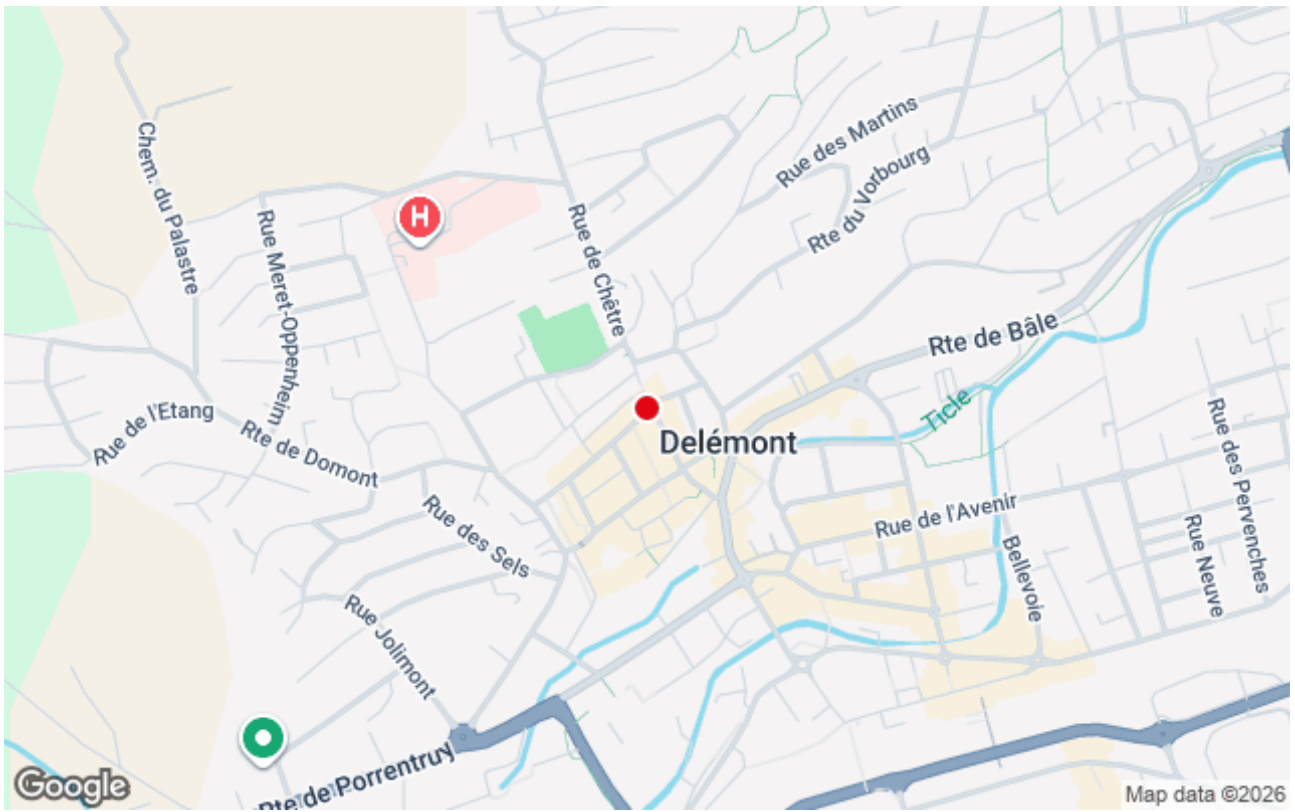 Chem. du Palastre
Rue Meret-Oppenheim
H
Rue de Chêtre
Rue des Martins
Rte du Vorbourg
Rte de Bâle
Ticle
Rue de l'Etang
Rte de Domont
Delémont
Rue des Sels
Rue de l'Avenir
Bellevoie
Rue Neuve
Rue des Pervenches
Rue Jolimont
Rte de Porrentruy
Google
Map data ©2026